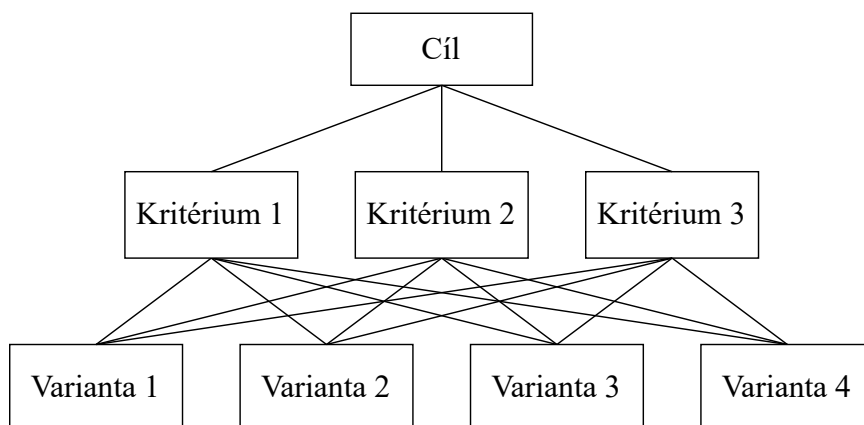 Cíl
Kritérium 1
Kritérium 2
Kritérium 3
Varianta 1
Varianta 2
Varianta 3
Varianta 4